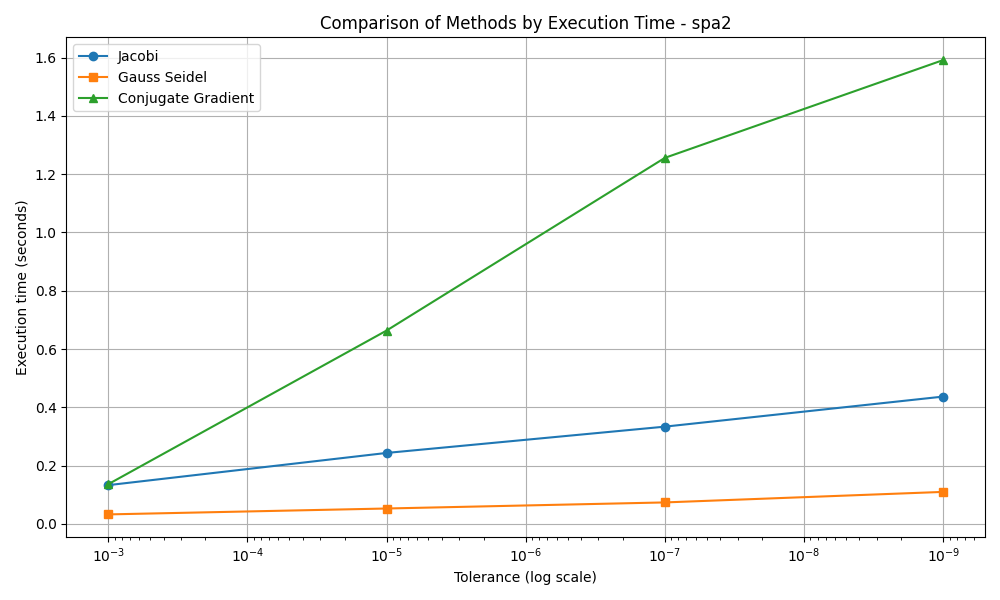 Comparison of Methods by Execution Time - spa2
Jacobi
Gauss Seidel
Conjugate Gradient
Execution time (seconds)
1.6
1.4
1.2
1.0
0.8
0.6
0.4
0.2
0.0
10⁻³ 10⁻⁴ 10⁻⁵ 10⁻⁶ 10⁻⁷ 10⁻⁸ 10⁻⁹
Tolerance (log scale)